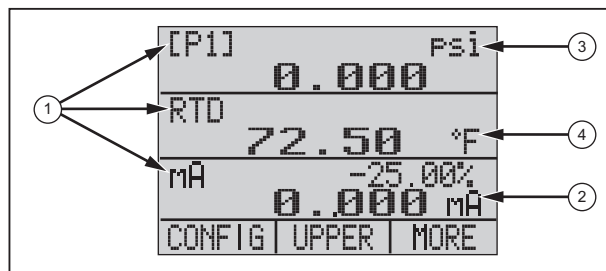 [P1] psi
0.000
RTD
72.50 °F
mA -25.00%
0.000 mA
CONFIG UPPER MORE
1
3
4
2